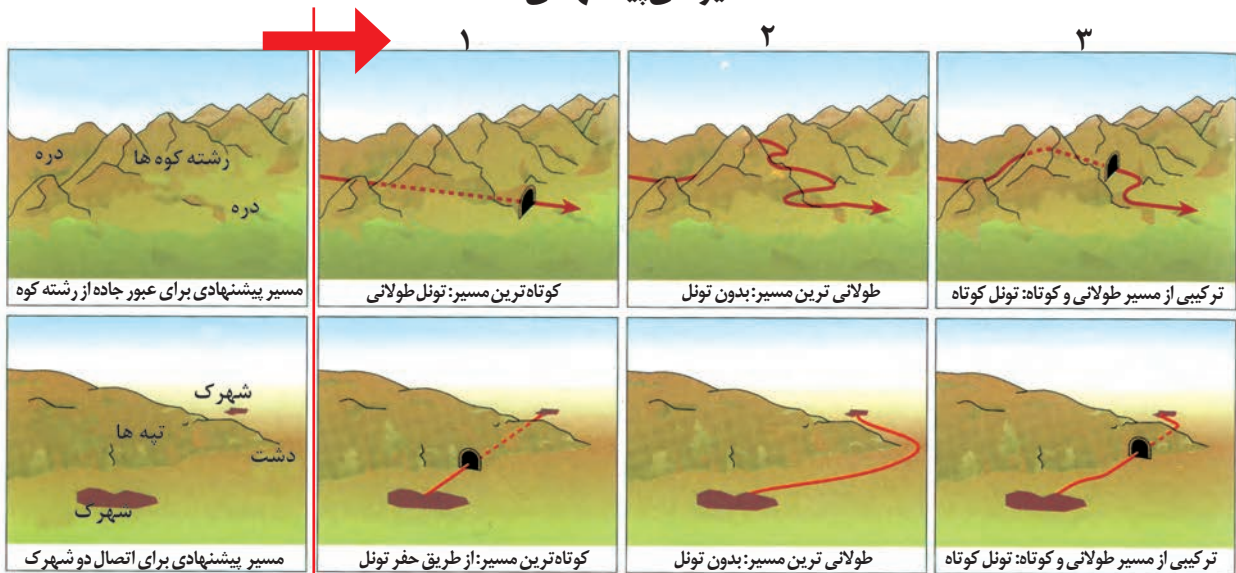 ۱
۲
۳
دره
رشته کوه ها
دره
مسیر پیشنهادی برای عبور جاده از رشته کوه
کوتاه‌ترین مسیر: تونل طولانی
طولانی ترین مسیر: بدون تونل
ترکیبی از مسیر طولانی و کوتاه: تونل کوتاه
شهرک
تپه ها
دشت
شهرک
مسیر پیشنهادی برای اتصال دو شهرک
کوتاه‌ترین مسیر: از طریق حفر تونل
طولانی ترین مسیر: بدون تونل
ترکیبی از مسیر طولانی و کوتاه: تونل کوتاه